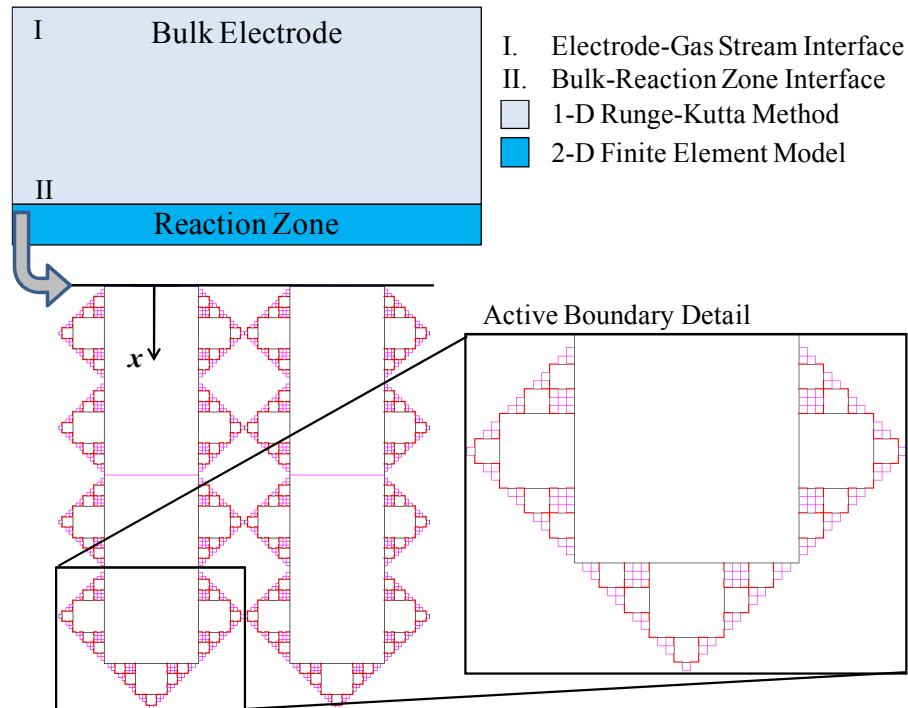 I
Bulk Electrode
II
Reaction Zone
I. Electrode-Gas Stream Interface
II. Bulk-Reaction Zone Interface
1-D Runge-Kutta Method
2-D Finite Element Model
x
Active Boundary Detail